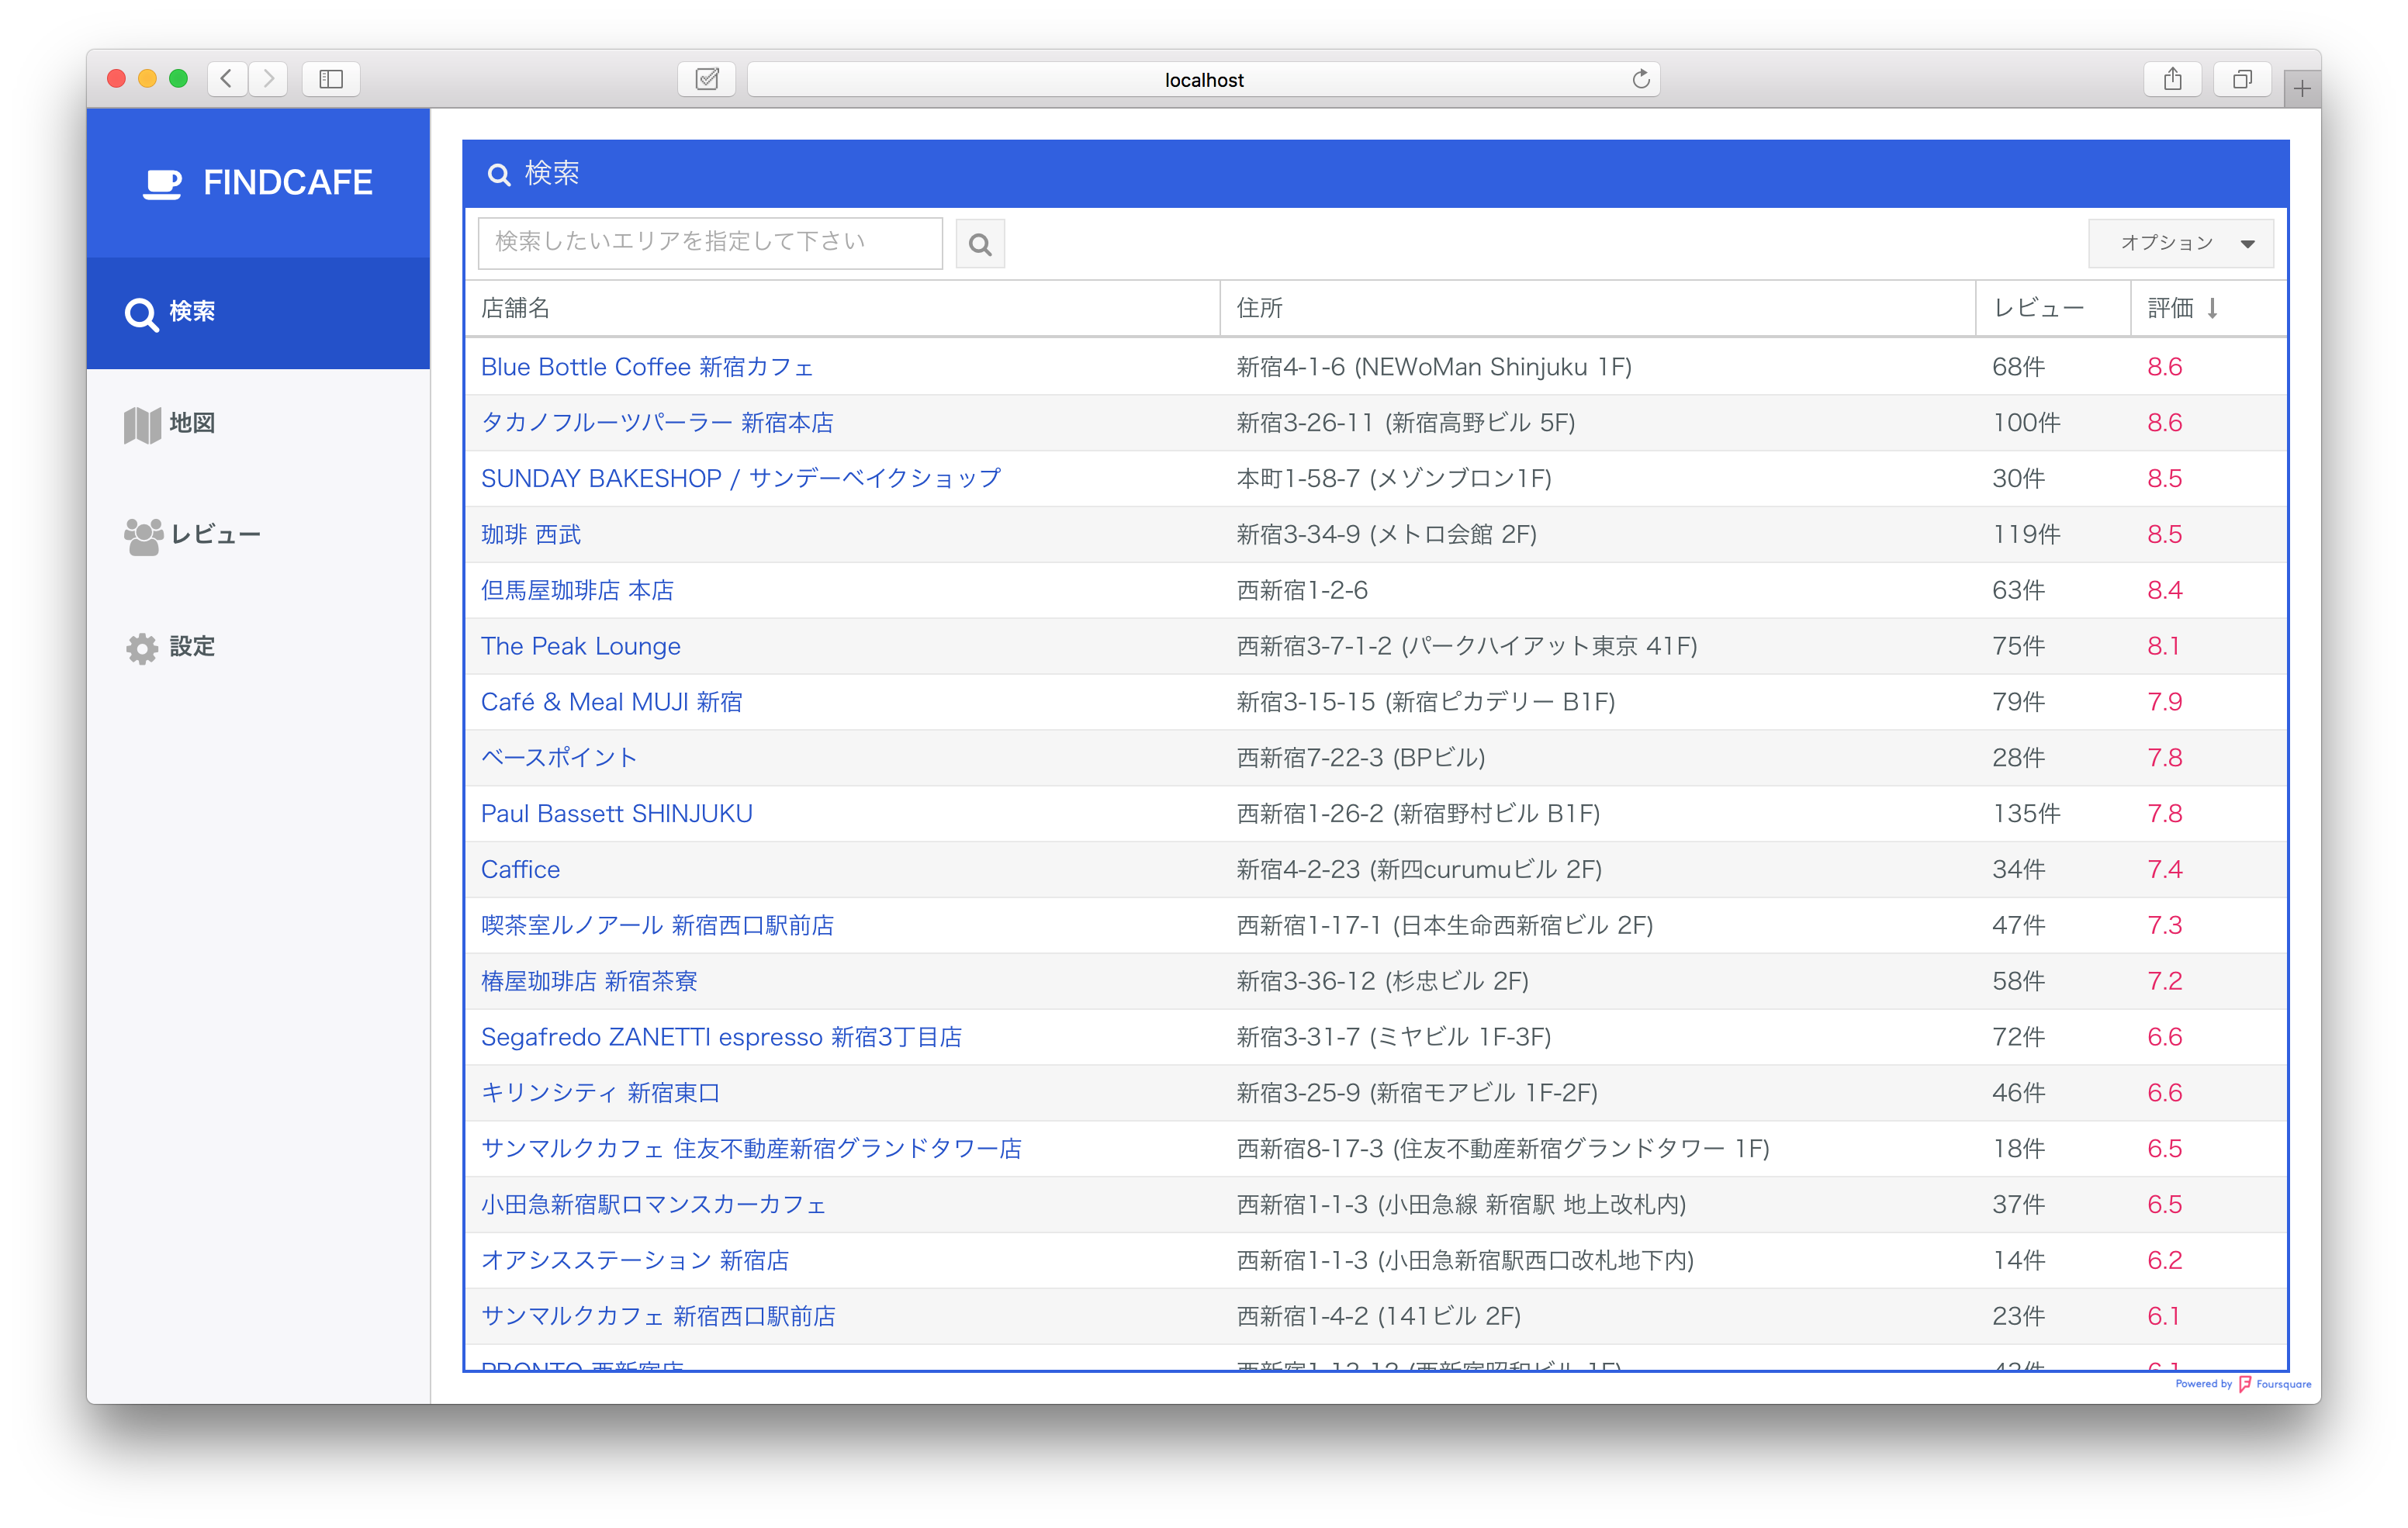 localhost
FINDCAFE
検索
地図
レビュー
設定
検索
検索したいエリアを指定して下さい
オプション
店舗名 住所 レビュー 評価 ↓
Blue Bottle Coffee 新宿カフェ 新宿4-1-6 (NEWoMan Shinjuku 1F) 68件 8.6
タカノフルーツパーラー 新宿本店 新宿3-26-11 (新宿高野ビル 5F) 100件 8.6
SUNDAY BAKESHOP / サンデーベイクショップ 本町1-58-7 (メゾンブロン1F) 30件 8.5
珈琲 西武 新宿3-34-9 (メトロ会館 2F) 119件 8.5
但馬屋珈琲店 本店 西新宿1-2-6 63件 8.4
The Peak Lounge 西新宿3-7-1-2 (パークハイアット東京 41F) 75件 8.1
Café & Meal MUJI 新宿 新宿3-15-15 (新宿ピカデリー B1F) 79件 7.9
ベースポイント 西新宿7-22-3 (BPビル) 28件 7.8
Paul Bassett SHINJUKU 西新宿1-26-2 (新宿野村ビル B1F) 135件 7.8
Caffice 新宿4-2-23 (新四curumuビル 2F) 34件 7.4
喫茶室ルノアール 新宿西口駅前店 西新宿1-17-1 (日本生命西新宿ビル 2F) 47件 7.3
椿屋珈琲店 新宿茶寮 新宿3-36-12 (杉忠ビル 2F) 58件 7.2
Segafredo ZANETTI espresso 新宿3丁目店 新宿3-31-7 (ミヤビル 1F-3F) 72件 6.6
キリンシティ 新宿東口 新宿3-25-9 (新宿モアビル 1F-2F) 46件 6.6
サンマルクカフェ 住友不動産新宿グランドタワー店 西新宿8-17-3 (住友不動産新宿グランドタワー 1F) 18件 6.5
小田急新宿駅ロマンスカーカフェ 西新宿1-1-3 (小田急線 新宿駅 地上改札内) 37件 6.5
オアシスステーション 新宿店 西新宿1-1-3 (小田急新宿駅西口改札地下内) 14件 6.2
サンマルクカフェ 新宿西口駅前店 西新宿1-4-2 (141ビル 2F) 23件 6.1
PRONTO 西新宿店 6.1
Powered by Foursquare